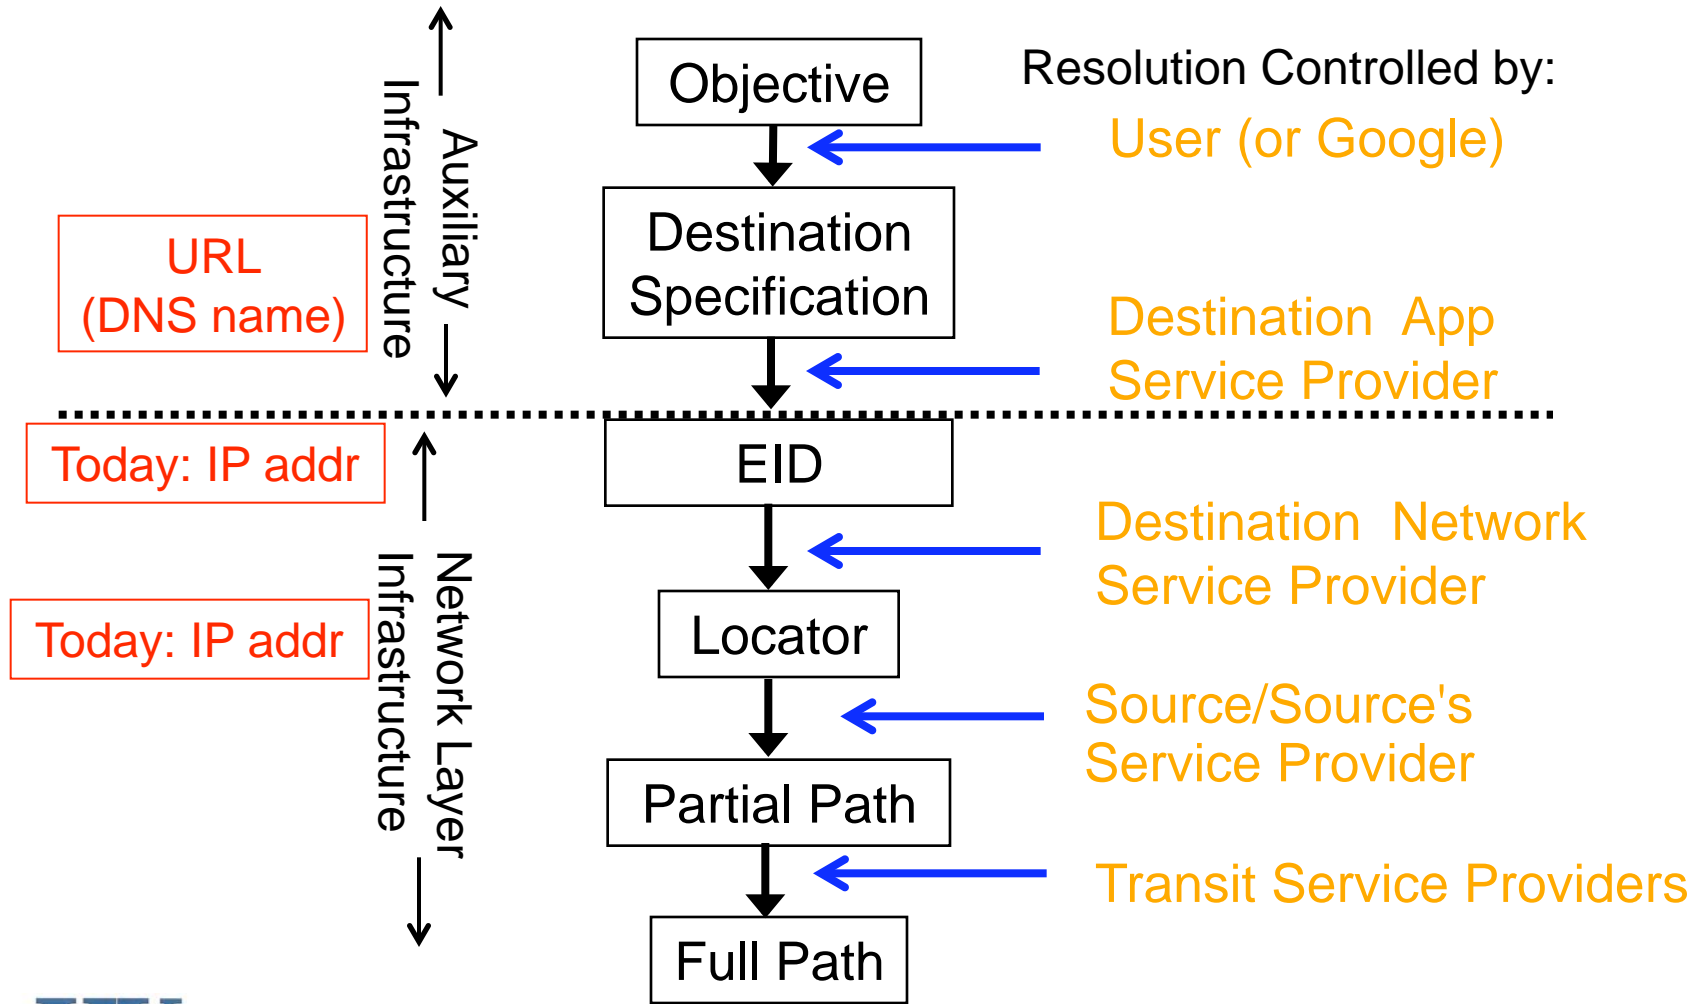 Objective
Resolution Controlled by:
User (or Google)
Auxiliary
Infrastructure
URL
(DNS name)
Destination
Specification
Destination App
Service Provider
Today: IP addr
EID
Destination Network
Service Provider
Network Layer
Infrastructure
Today: IP addr
Locator
Source/Source's
Service Provider
Partial Path
Transit Service Providers
Full Path